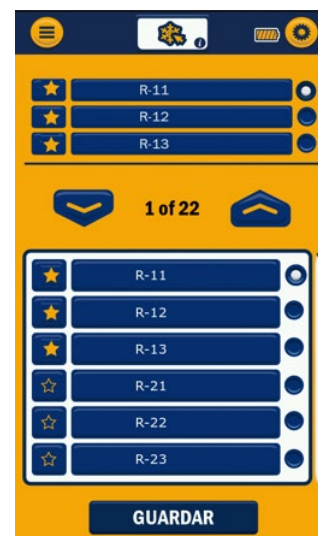 i
R-11
R-12
R-13
1 of 22
R-11
R-12
R-13
R-21
R-22
R-23
GUARDAR